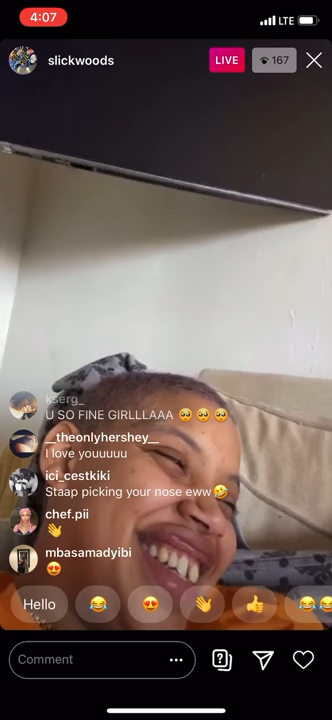 4:07
LTE
slickwoods
LIVE
167
kserg_
U SO FINE GIRLLLAAA 🥺 🥺 🥺
__theonlyhershey__
I love youuuuu
ici_cestkiki
Staap picking your nose eww🤣
chef.pii
👋
mbasamadyibi
😍
Hello 😂 😍 👋 👍 😂😂
Comment